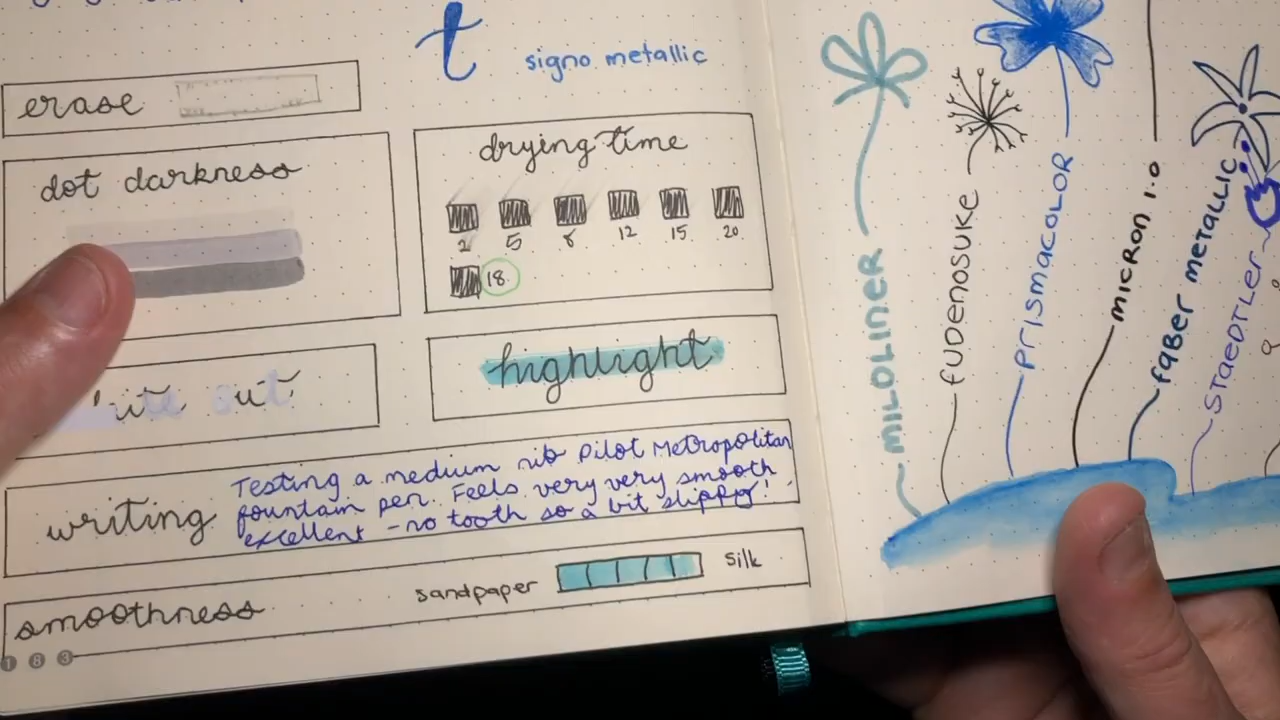 t
signo metallic
erase
dot darkness
drying time
2 5 8 12 15 20
18
highlight
writing
Testing a medium nib Pilot Metropolitan
fountain pen. Feels very very smooth
excellent - no tooth so a bit slippy!
smoothness
sandpaper
silk
183
MILDLINER
FUDENOSUKE
PRISMACOLOR
MICRON 1.0
FABER METALLIC
STAEDTLER